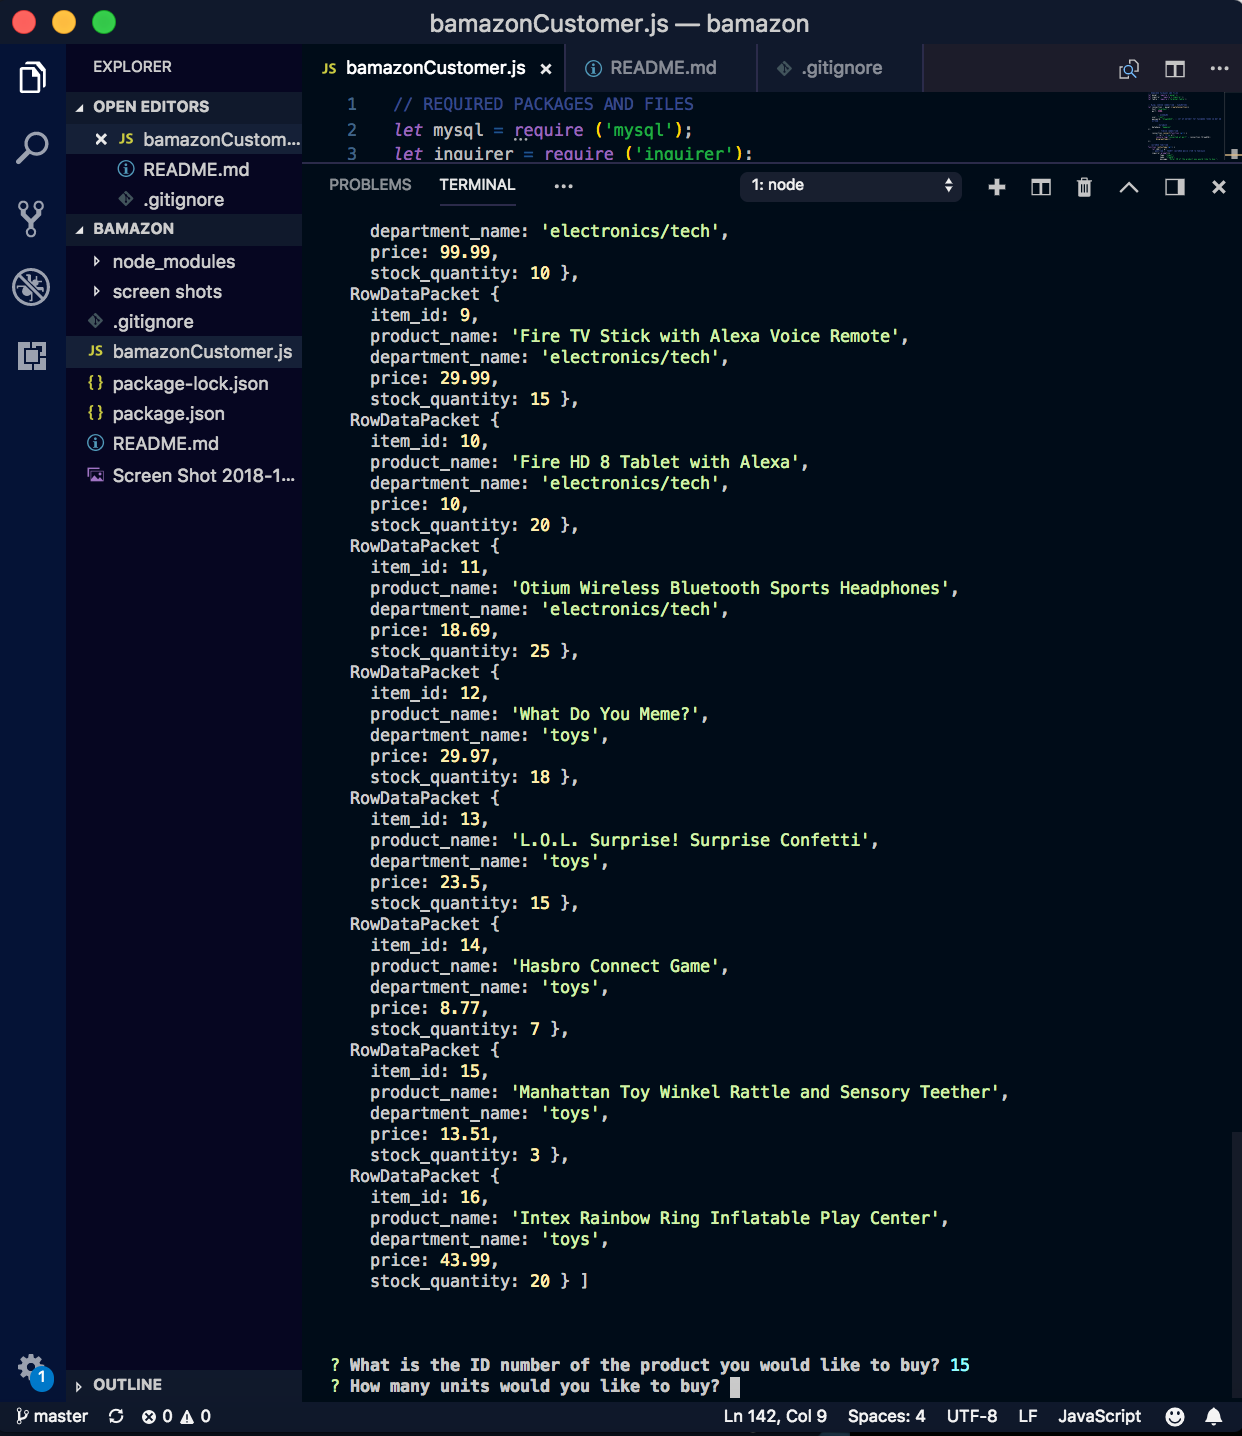 bamazonCustomer.js — bamazon
EXPLORER
OPEN EDITORS
JS bamazonCustom...
README.md
.gitignore
BAMAZON
node_modules
screen shots
.gitignore
JS bamazonCustomer.js
{} package-lock.json
{} package.json
README.md
Screen Shot 2018-1...
OUTLINE
JS bamazonCustomer.js
README.md
.gitignore
1 // REQUIRED PACKAGES AND FILES
2 let mysql = require ('mysql');
3 let inquirer = require ('inquirer');
PROBLEMS TERMINAL ... 1: node
department_name: 'electronics/tech',
price: 99.99,
stock_quantity: 10 },
RowDataPacket {
item_id: 9,
product_name: 'Fire TV Stick with Alexa Voice Remote',
department_name: 'electronics/tech',
price: 29.99,
stock_quantity: 15 },
RowDataPacket {
item_id: 10,
product_name: 'Fire HD 8 Tablet with Alexa',
department_name: 'electronics/tech',
price: 10,
stock_quantity: 20 },
RowDataPacket {
item_id: 11,
product_name: 'Otium Wireless Bluetooth Sports Headphones',
department_name: 'electronics/tech',
price: 18.69,
stock_quantity: 25 },
RowDataPacket {
item_id: 12,
product_name: 'What Do You Meme?',
department_name: 'toys',
price: 29.97,
stock_quantity: 18 },
RowDataPacket {
item_id: 13,
product_name: 'L.O.L. Surprise! Surprise Confetti',
department_name: 'toys',
price: 23.5,
stock_quantity: 15 },
RowDataPacket {
item_id: 14,
product_name: 'Hasbro Connect Game',
department_name: 'toys',
price: 8.77,
stock_quantity: 7 },
RowDataPacket {
item_id: 15,
product_name: 'Manhattan Toy Winkel Rattle and Sensory Teether',
department_name: 'toys',
price: 13.51,
stock_quantity: 3 },
RowDataPacket {
item_id: 16,
product_name: 'Intex Rainbow Ring Inflatable Play Center',
department_name: 'toys',
price: 43.99,
stock_quantity: 20 } ]
? What is the ID number of the product you would like to buy? 15
? How many units would you like to buy?
1
master 0 0 Ln 142, Col 9 Spaces: 4 UTF-8 LF JavaScript